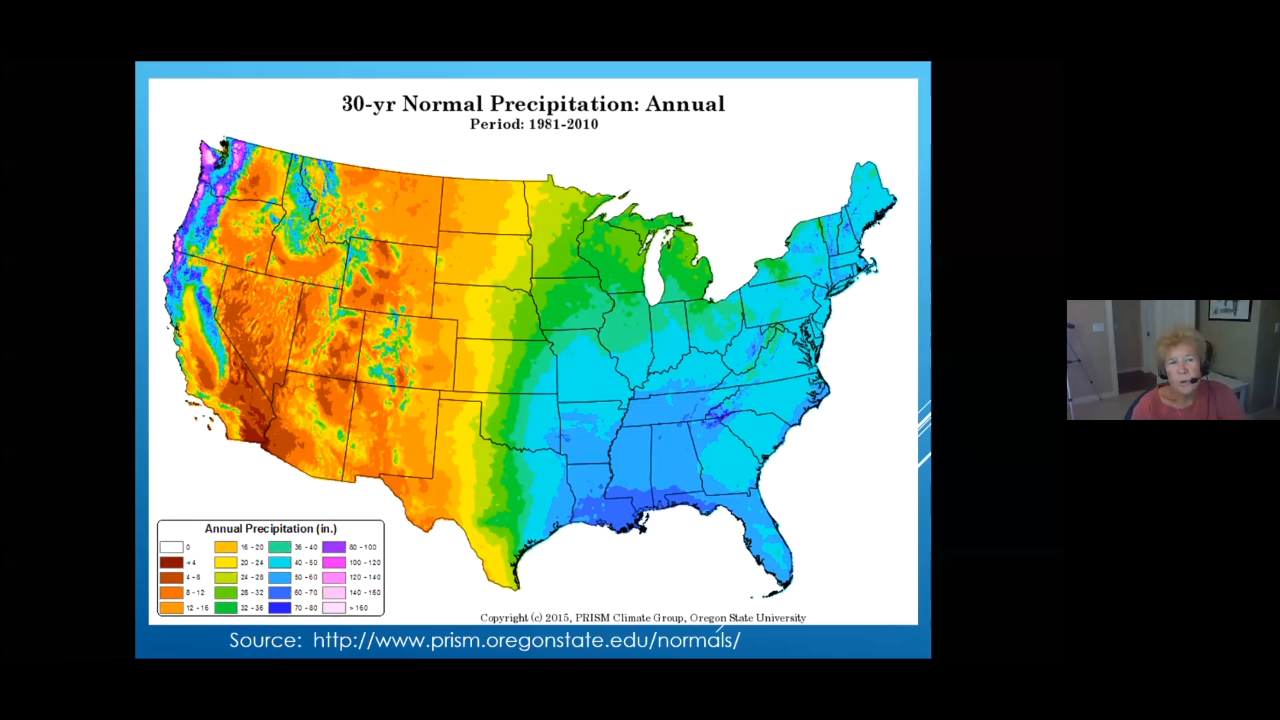 30-yr Normal Precipitation: Annual
Period: 1981-2010
Annual Precipitation (in.)
0
< 4
4 - 8
8 - 12
12 - 16
16 - 20
20 - 24
24 - 28
28 - 32
32 - 36
36 - 40
40 - 50
50 - 60
60 - 70
70 - 80
80 - 100
100 - 120
120 - 140
140 - 160
> 160
Copyright (c) 2015, PRISM Climate Group, Oregon State University
Source: http://www.prism.oregonstate.edu/normals/